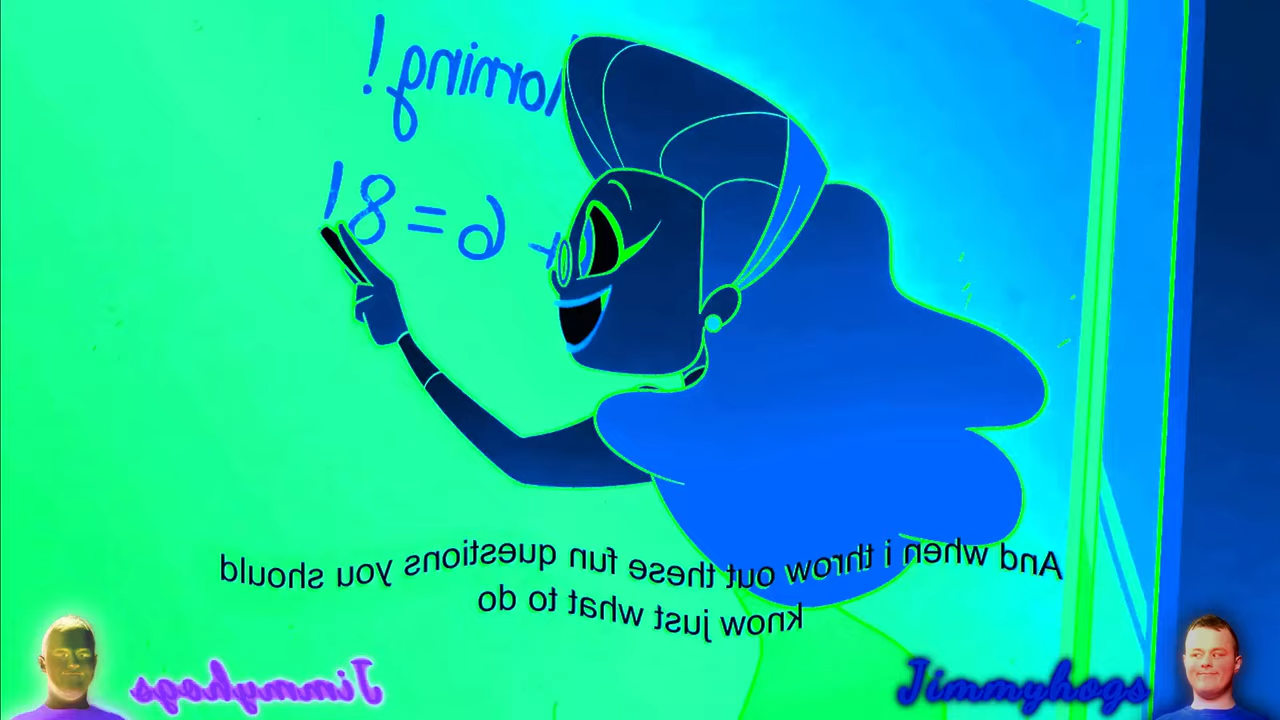 orning !
6 = 81
And when i throw out these fun questions you should
know just what to do
Jimmyhogs
Jimmyhogs